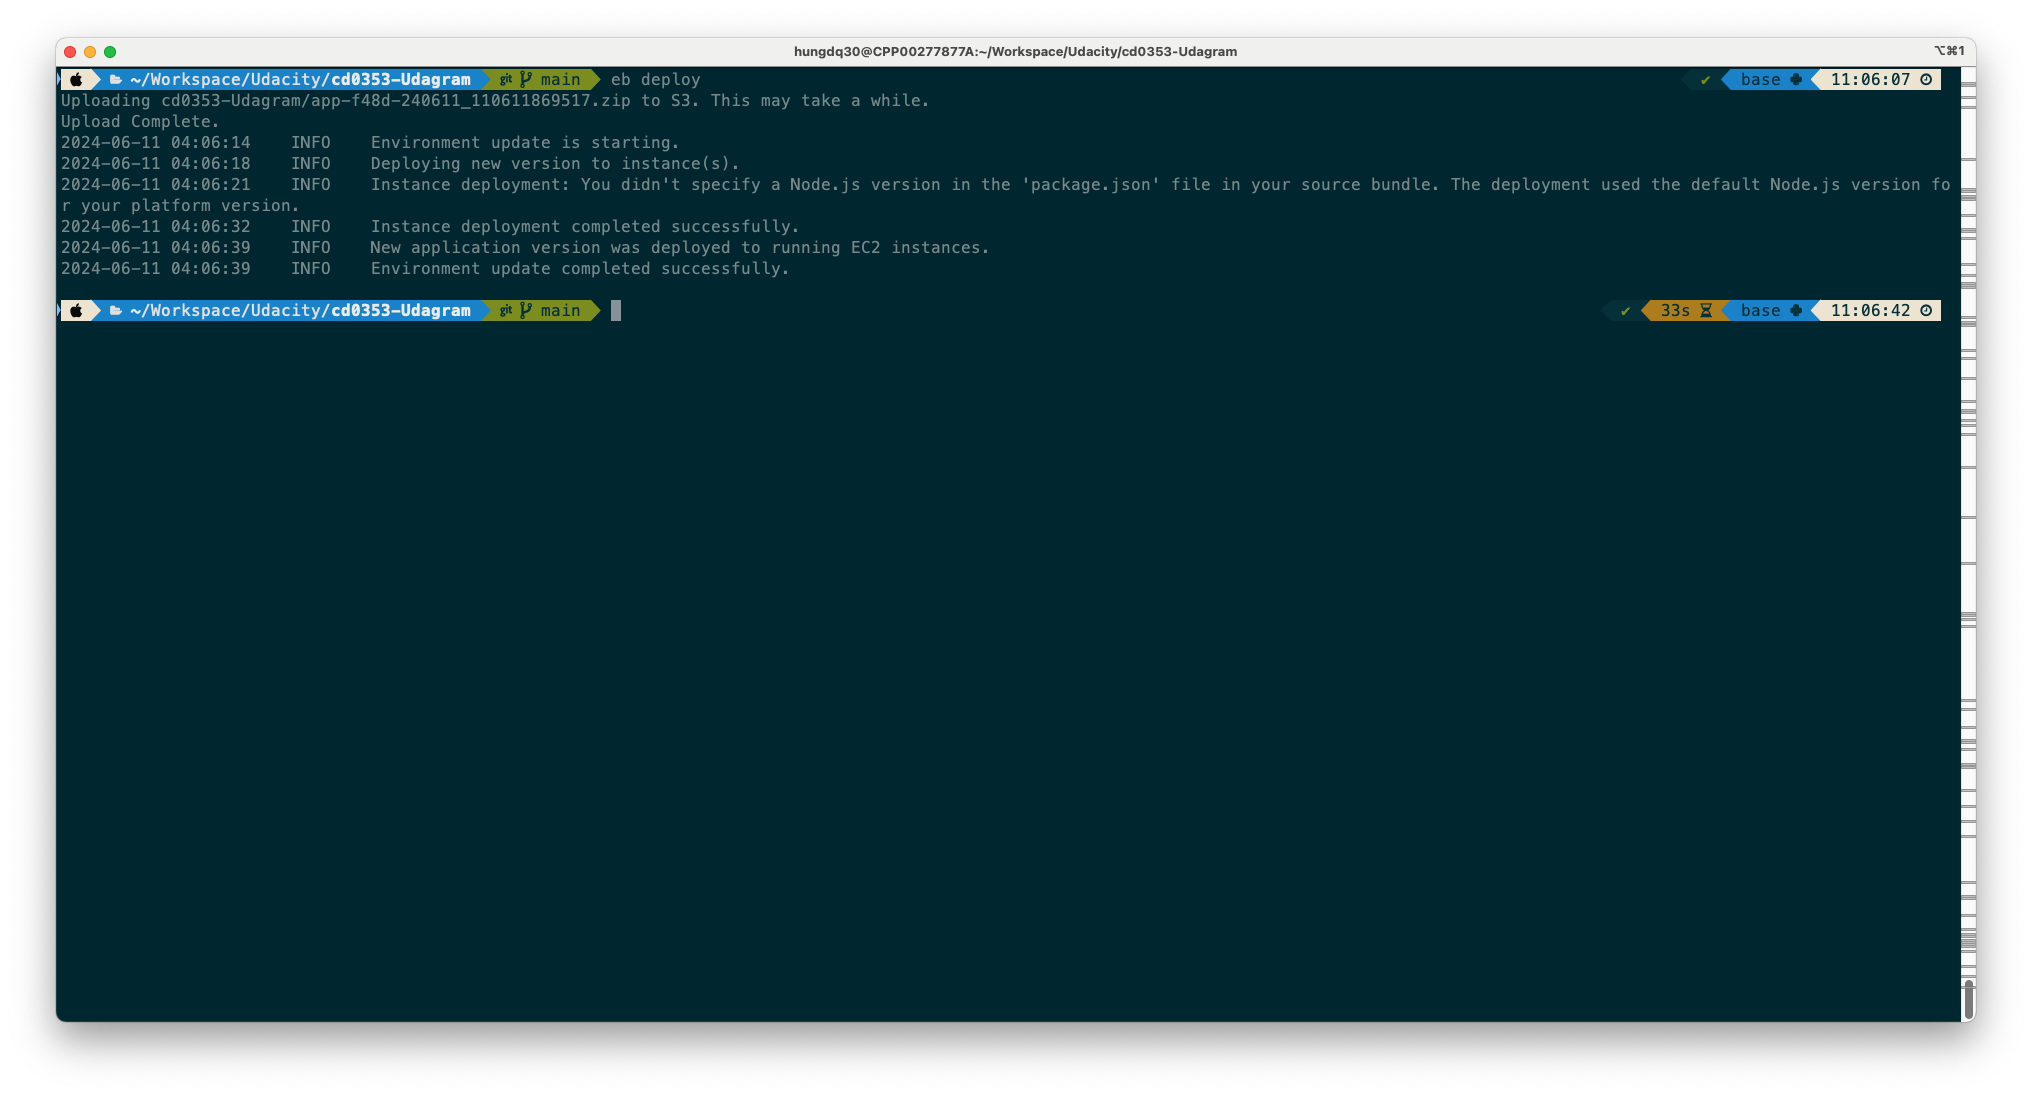 hungdq30@CPP00277877A:~/Workspace/Udacity/cd0353-Udagram ⌥⌘1
~/Workspace/Udacity/cd0353-Udagram git main eb deploy ✔ base 11:06:07
Uploading cd0353-Udagram/app-f48d-240611_110611869517.zip to S3. This may take a while.
Upload Complete.
2024-06-11 04:06:14    INFO    Environment update is starting.
2024-06-11 04:06:18    INFO    Deploying new version to instance(s).
2024-06-11 04:06:21    INFO    Instance deployment: You didn't specify a Node.js version in the 'package.json' file in your source bundle. The deployment used the default Node.js version fo
r your platform version.
2024-06-11 04:06:32    INFO    Instance deployment completed successfully.
2024-06-11 04:06:39    INFO    New application version was deployed to running EC2 instances.
2024-06-11 04:06:39    INFO    Environment update completed successfully.
~/Workspace/Udacity/cd0353-Udagram git main ✔ 33s base 11:06:42